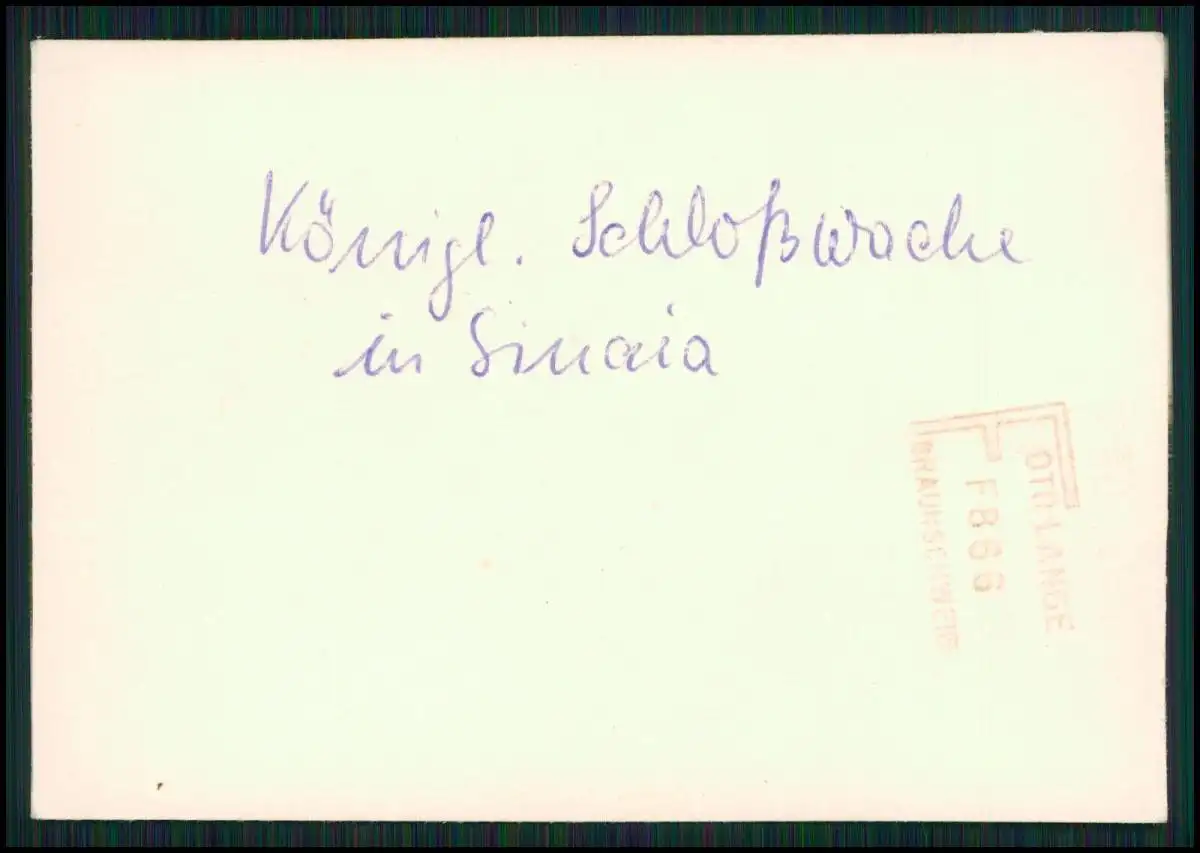 Königl. Schloßwache
in Sinaia
FOTO-LANGE
F866
BRAUNSCHWEIG